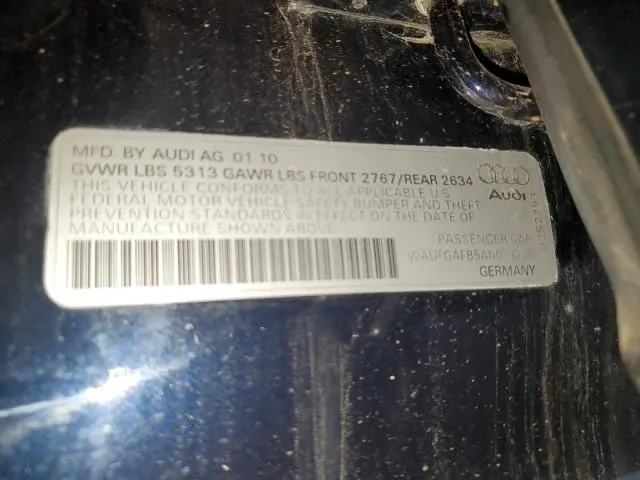 MFD. BY AUDI AG 01 10
GVWR LBS 5313 GAWR LBS FRONT 2767/REAR 2634
THIS VEHICLE CONFORMS TO ALL APPLICABLE U S
FEDERAL MOTOR VEHICLE SAFETY BUMPER AND THEFT
PREVENTION STANDARDS IN EFFECT ON THE DATE OF
MANUFACTURE SHOWN ABOVE
Audi
PASSENGER CAR
GERMANY